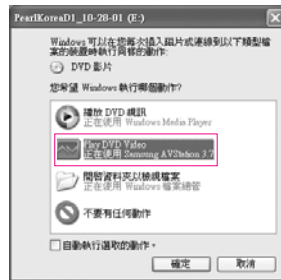 PearlKoreaD1_10-28-01 (E:)
Windows 可以在您每次插入磁片或連線到以下類型檔
案的裝置時執行同樣的動作:
DVD 影片
您希望 Windows 執行哪個動作?
播放 DVD 視訊
正在使用 Windows Media Player
Play DVD Video
正在使用 Samsung AVStation 3.7
開啟資料夾以檢視檔案
正在使用 Windows 檔案總管
不要有任何動作
自動執行選取的動作。
確定
取消